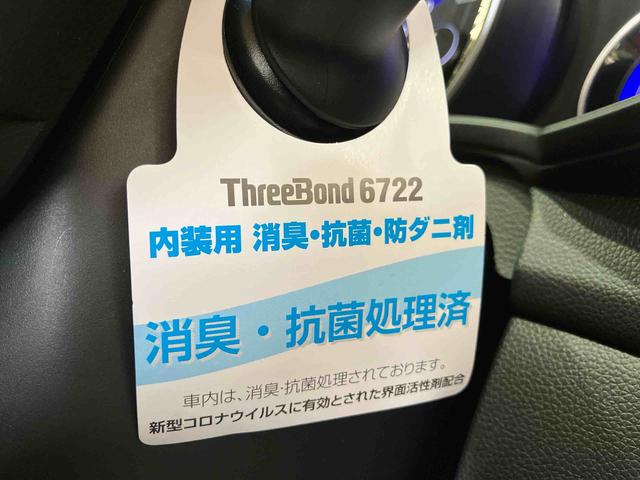 ThreeBond 6722
内装用 消臭・抗菌・防ダニ剤
消臭・抗菌処理済
車内は、消臭・抗菌処理されております。
新型コロナウイルスに有効とされた界面活性剤配合